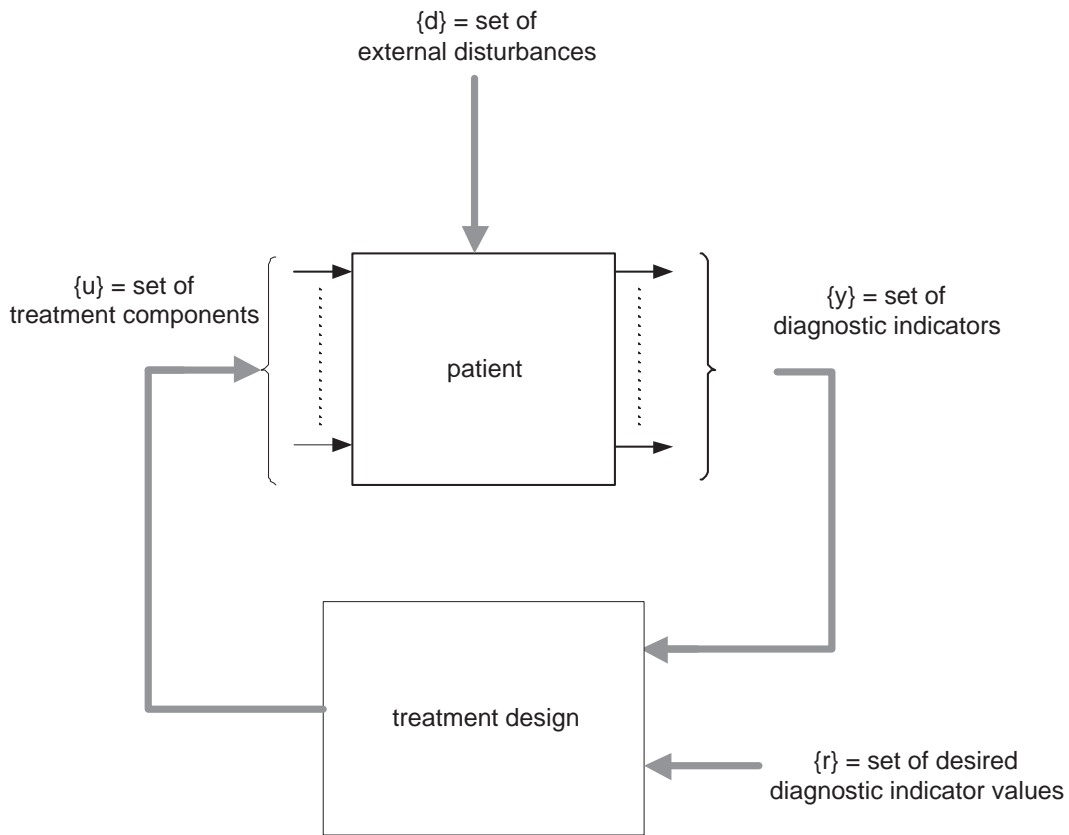 {d} = set of
external disturbances
{u} = set of
treatment components
patient
{y} = set of
diagnostic indicators
treatment design
{r} = set of desired
diagnostic indicator values